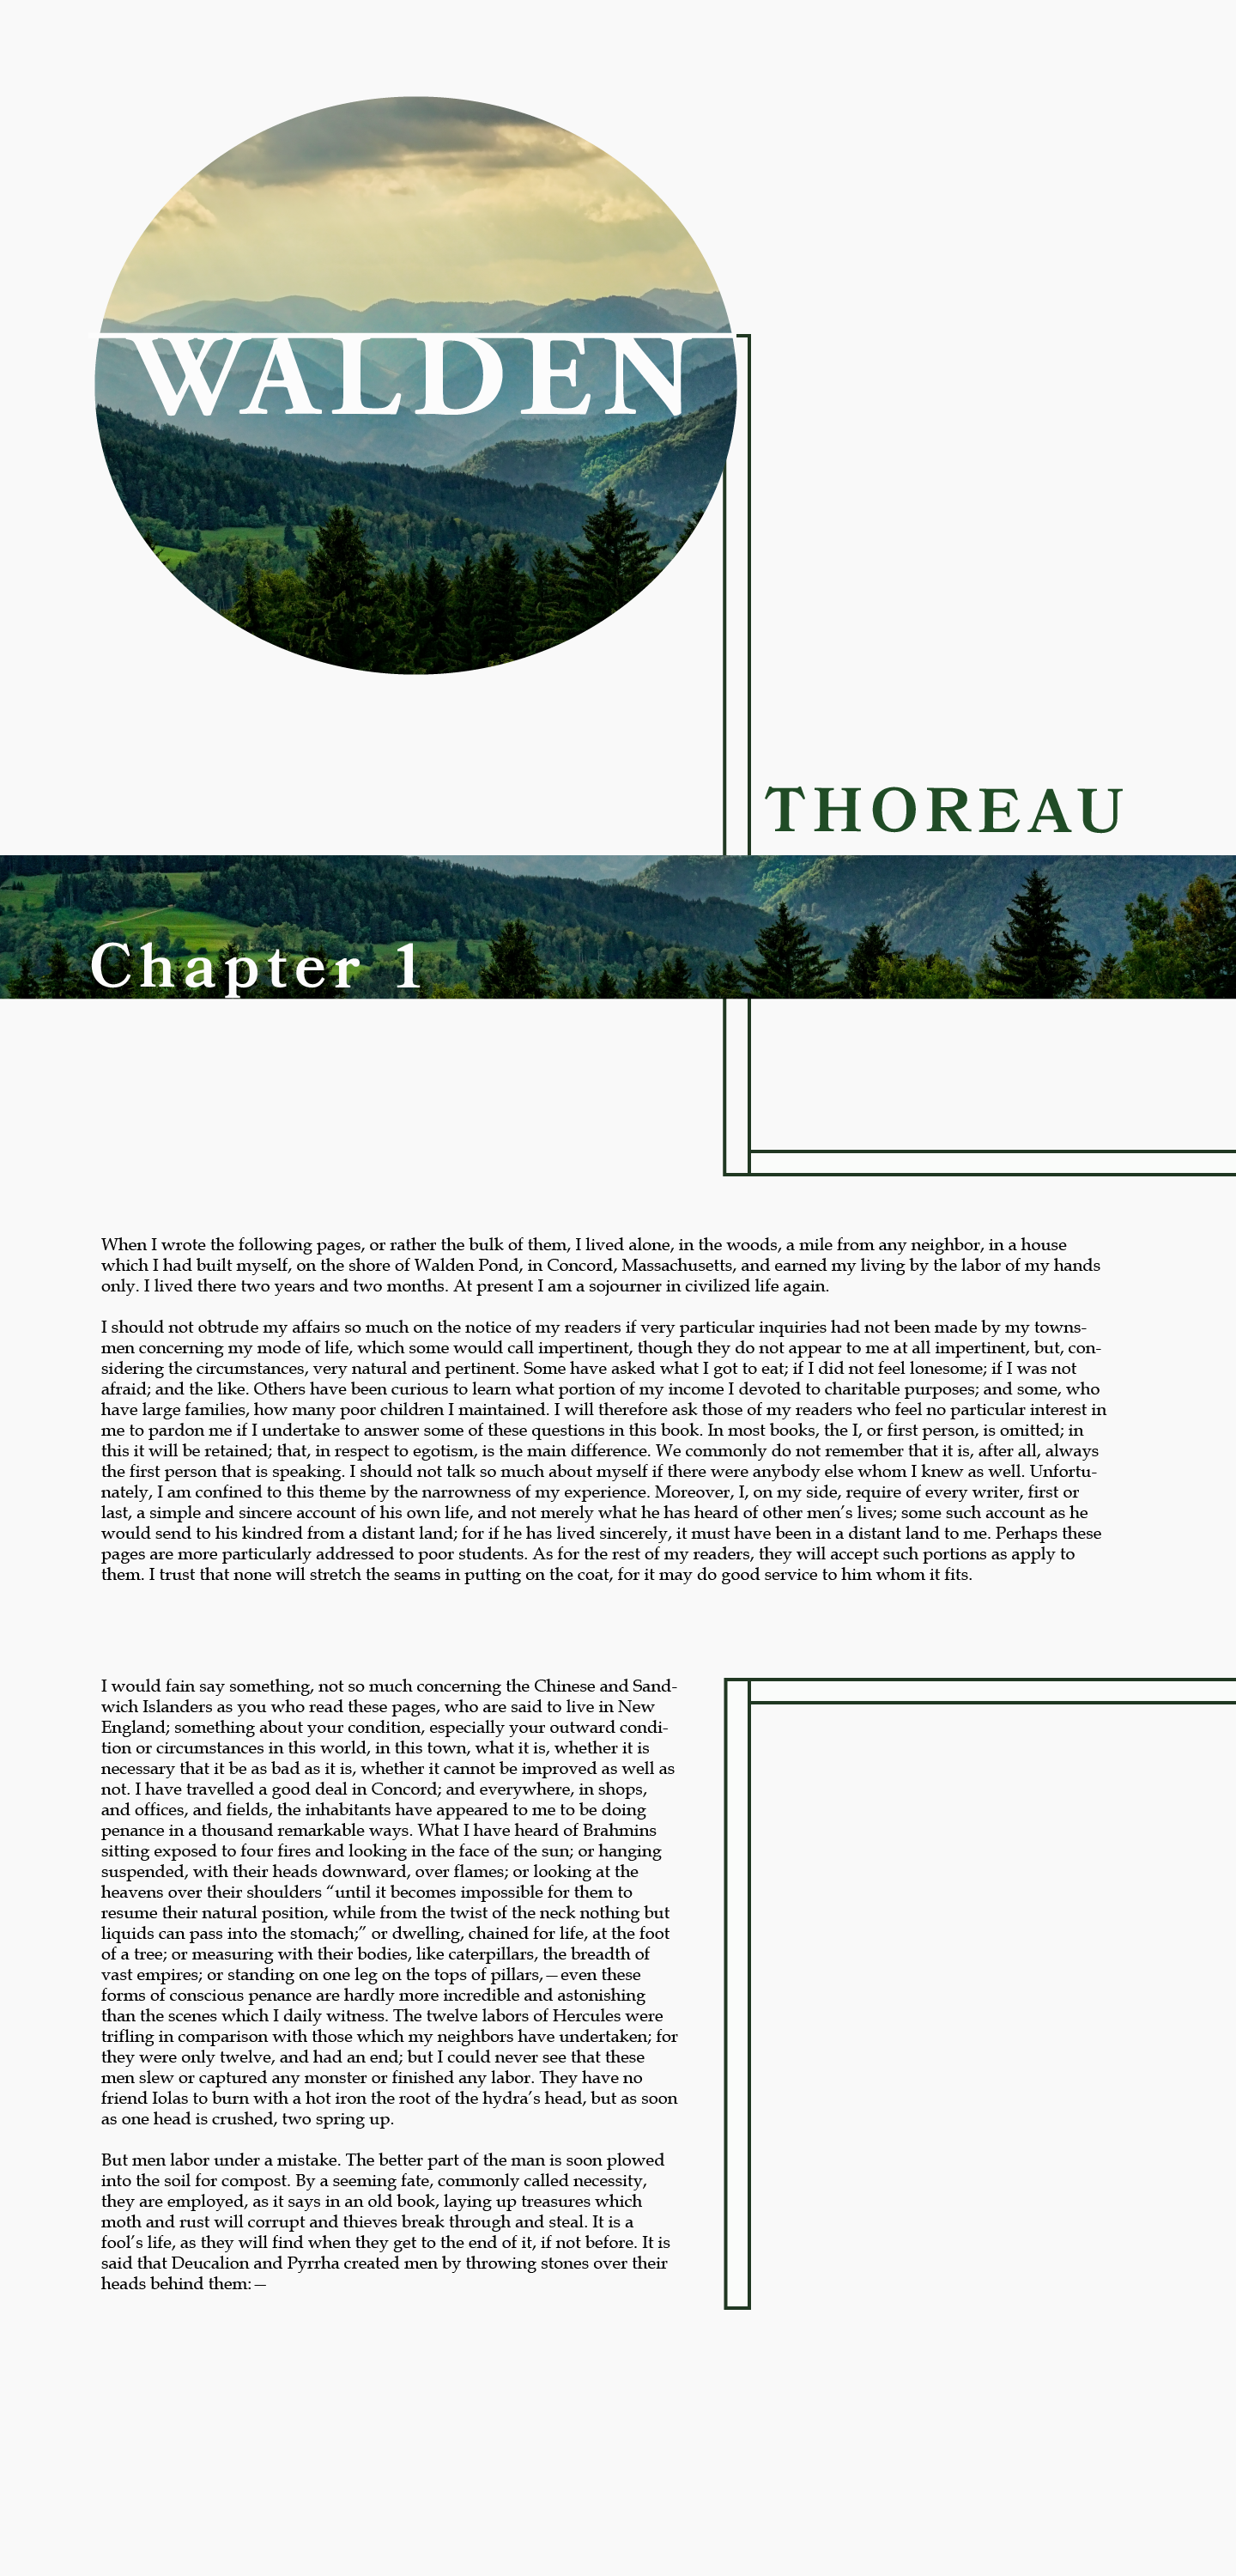 WALDEN
THOREAU
Chapter 1
When I wrote the following pages, or rather the bulk of them, I lived alone, in the woods, a mile from any neighbor, in a house
which I had built myself, on the shore of Walden Pond, in Concord, Massachusetts, and earned my living by the labor of my hands
only. I lived there two years and two months. At present I am a sojourner in civilized life again.
I should not obtrude my affairs so much on the notice of my readers if very particular inquiries had not been made by my towns-
men concerning my mode of life, which some would call impertinent, though they do not appear to me at all impertinent, but, con-
sidering the circumstances, very natural and pertinent. Some have asked what I got to eat; if I did not feel lonesome; if I was not
afraid; and the like. Others have been curious to learn what portion of my income I devoted to charitable purposes; and some, who
have large families, how many poor children I maintained. I will therefore ask those of my readers who feel no particular interest in
me to pardon me if I undertake to answer some of these questions in this book. In most books, the I, or first person, is omitted; in
this it will be retained; that, in respect to egotism, is the main difference. We commonly do not remember that it is, after all, always
the first person that is speaking. I should not talk so much about myself if there were anybody else whom I knew as well. Unfortu-
nately, I am confined to this theme by the narrowness of my experience. Moreover, I, on my side, require of every writer, first or
last, a simple and sincere account of his own life, and not merely what he has heard of other men’s lives; some such account as he
would send to his kindred from a distant land; for if he has lived sincerely, it must have been in a distant land to me. Perhaps these
pages are more particularly addressed to poor students. As for the rest of my readers, they will accept such portions as apply to
them. I trust that none will stretch the seams in putting on the coat, for it may do good service to him whom it fits.
I would fain say something, not so much concerning the Chinese and Sand-
wich Islanders as you who read these pages, who are said to live in New
England; something about your condition, especially your outward condi-
tion or circumstances in this world, in this town, what it is, whether it is
necessary that it be as bad as it is, whether it cannot be improved as well as
not. I have travelled a good deal in Concord; and everywhere, in shops,
and offices, and fields, the inhabitants have appeared to me to be doing
penance in a thousand remarkable ways. What I have heard of Brahmins
sitting exposed to four fires and looking in the face of the sun; or hanging
suspended, with their heads downward, over flames; or looking at the
heavens over their shoulders “until it becomes impossible for them to
resume their natural position, while from the twist of the neck nothing but
liquids can pass into the stomach;” or dwelling, chained for life, at the foot
of a tree; or measuring with their bodies, like caterpillars, the breadth of
vast empires; or standing on one leg on the tops of pillars,—even these
forms of conscious penance are hardly more incredible and astonishing
than the scenes which I daily witness. The twelve labors of Hercules were
trifling in comparison with those which my neighbors have undertaken; for
they were only twelve, and had an end; but I could never see that these
men slew or captured any monster or finished any labor. They have no
friend Iolas to burn with a hot iron the root of the hydra’s head, but as soon
as one head is crushed, two spring up.
But men labor under a mistake. The better part of the man is soon plowed
into the soil for compost. By a seeming fate, commonly called necessity,
they are employed, as it says in an old book, laying up treasures which
moth and rust will corrupt and thieves break through and steal. It is a
fool’s life, as they will find when they get to the end of it, if not before. It is
said that Deucalion and Pyrrha created men by throwing stones over their
heads behind them:—